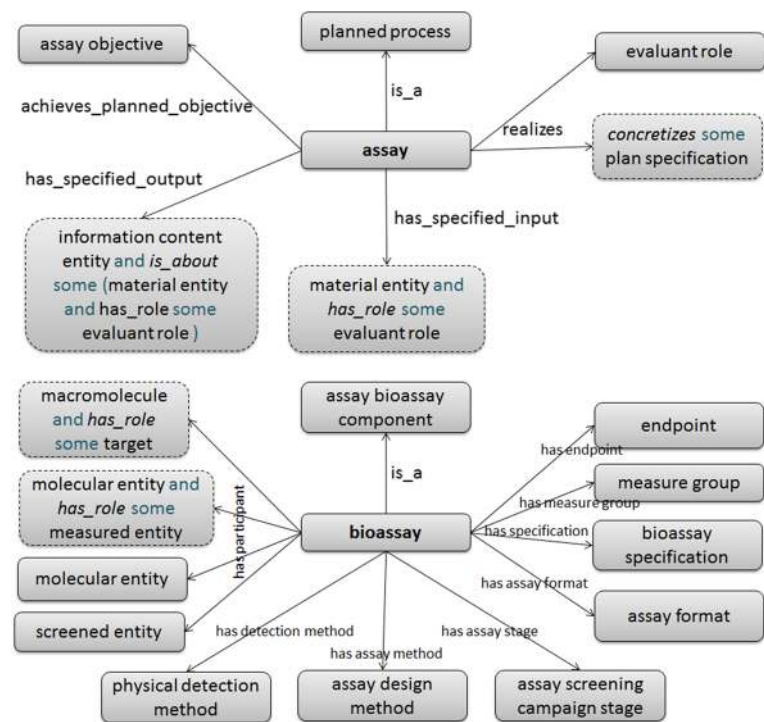 assay objective
planned process
evaluant role
achieves_planned_objective
is_a
realizes
concretizes some
plan specification
assay
has_specified_output
has_specified_input
information content
entity and is_about
some (material entity
and has_role some
evaluant role )
material entity and
has_role some
evaluant role
macromolecule
and has_role
some target
assay bioassay
component
endpoint
has endpoint
molecular entity and
has_role some
measured entity
is_a
measure group
has measure group
has participant
bioassay
has specification
bioassay
specification
molecular entity
has assay format
assay format
screened entity
has detection method
has assay method
has assay stage
physical detection
method
assay design
method
assay screening
campaign stage